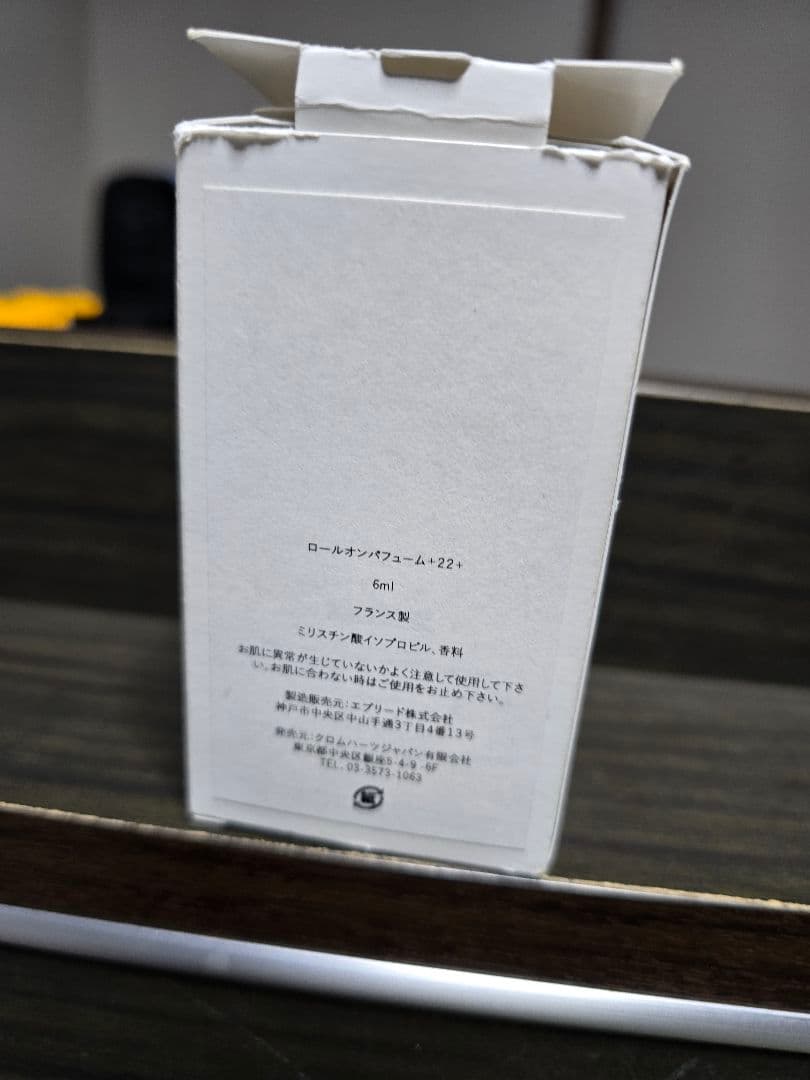 ロールオンパフューム+22+
6ml
フランス製
ミリスチン酸イソプロピル、香料
お肌に異常が生じていないかよく注意して使用して下さ
い。お肌に合わない時はご使用をお止め下さい。
製造販売元:エブリード株式会社
神戸市中央区中山手通3丁目4番13号
発売元:クロムハーツジャパン有限会社
東京都中央区銀座5-4-9 -6F
TEL. 03-3573-1063